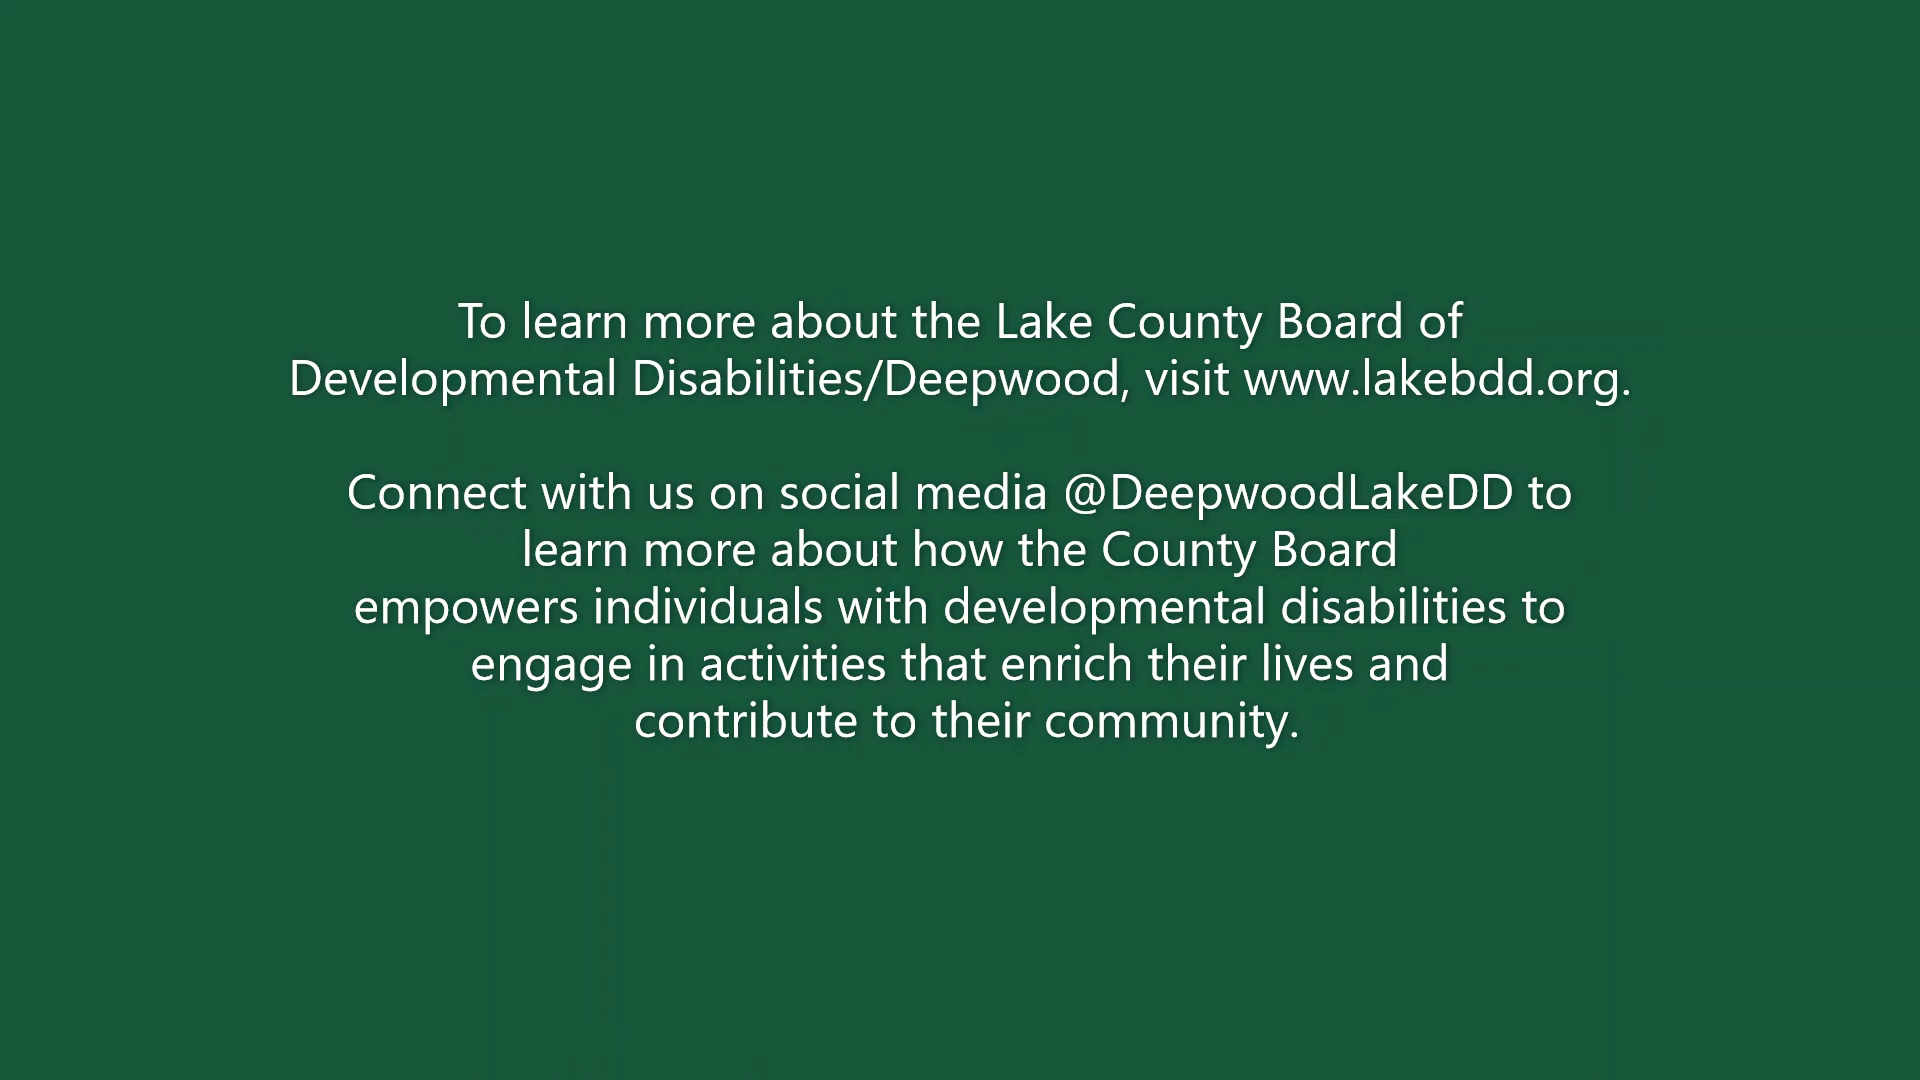 To learn more about the Lake County Board of
Developmental Disabilities/Deepwood, visit www.lakebdd.org.
Connect with us on social media @DeepwoodLakeDD to
learn more about how the County Board
empowers individuals with developmental disabilities to
engage in activities that enrich their lives and
contribute to their community.